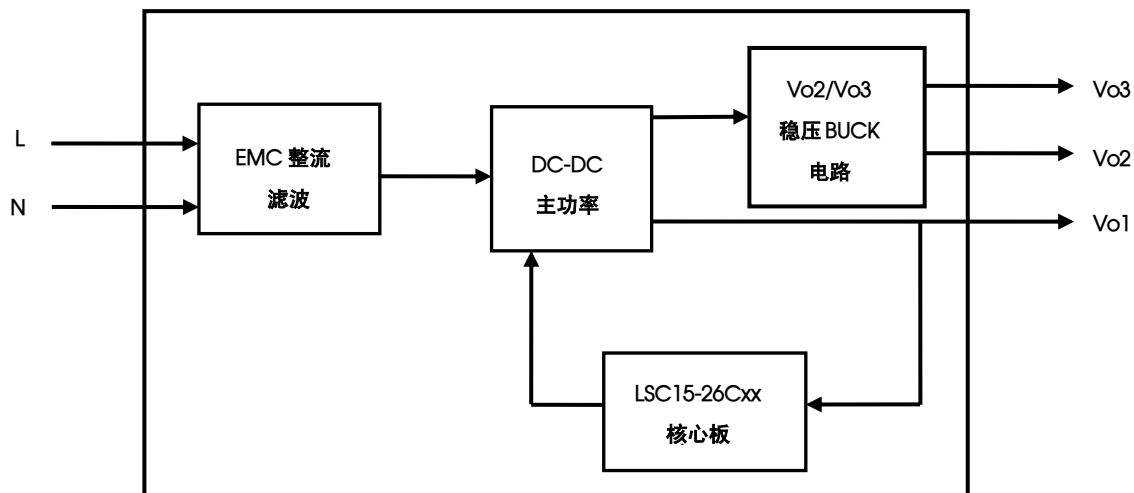 L
N
EMC 整流
滤波
DC-DC
主功率
Vo2/Vo3
稳压 BUCK
电路
Vo3
Vo2
Vo1
LSC15-26Cxx
核心板